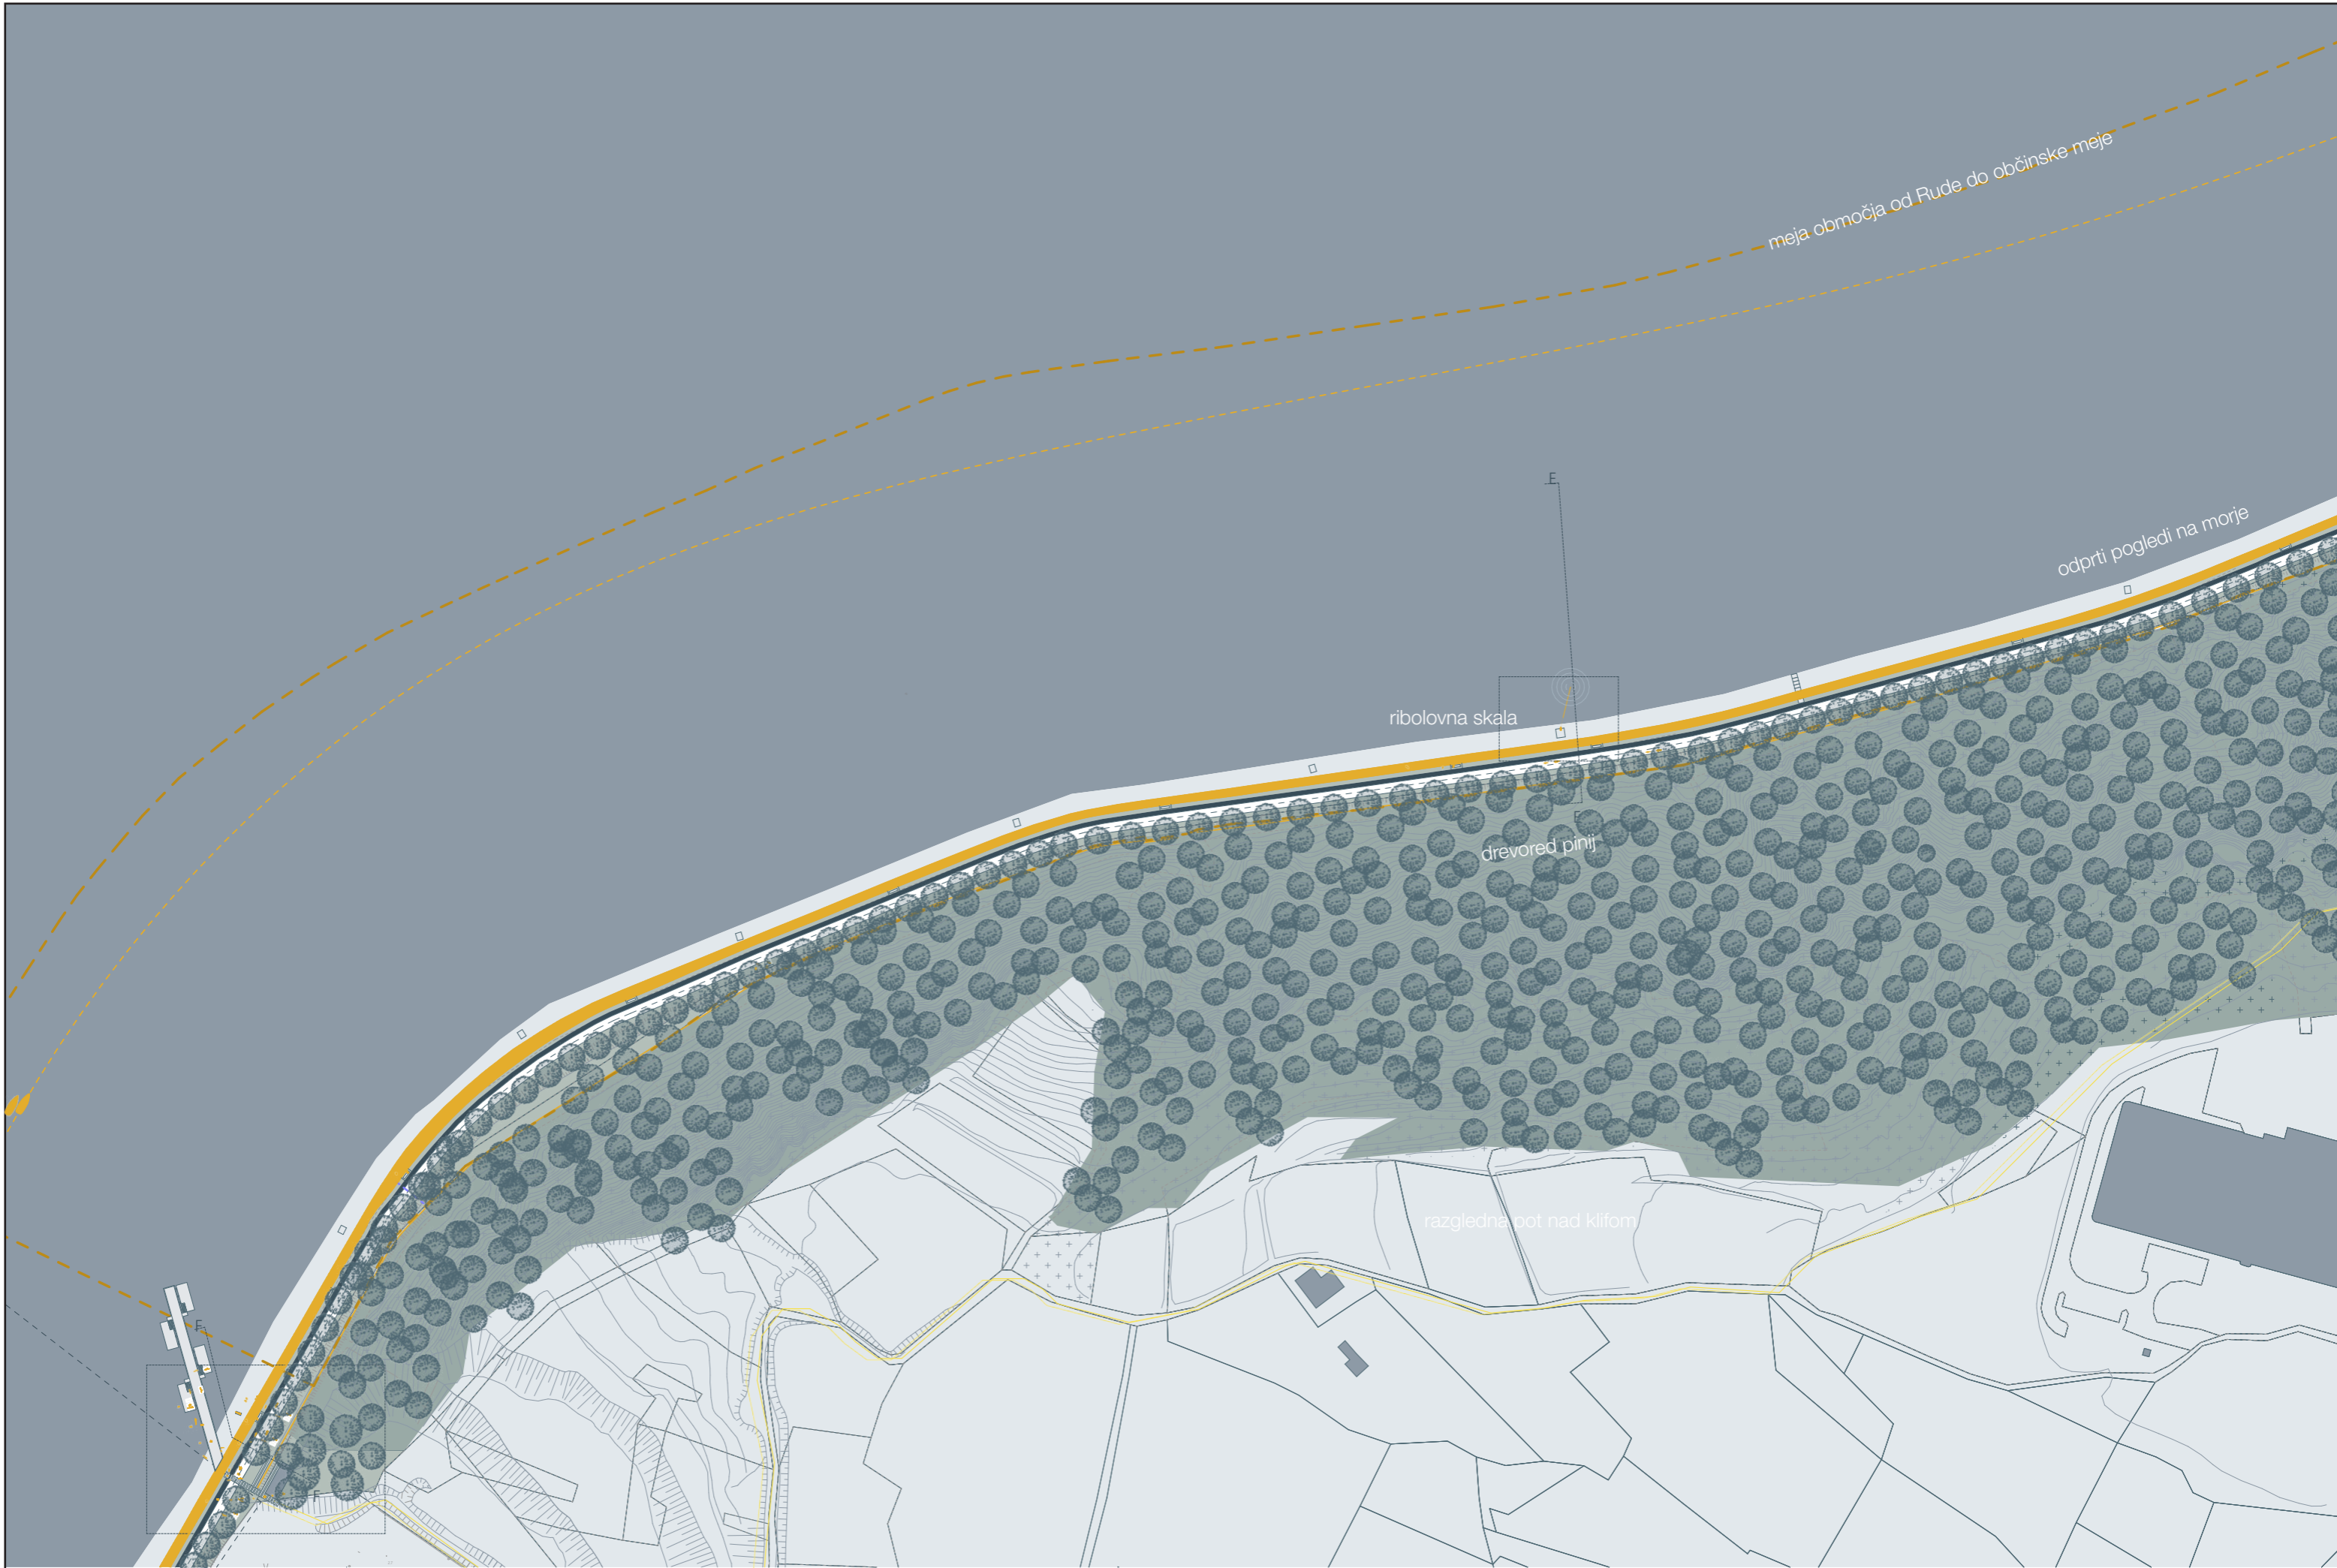 meja območja od Rude do občinske meje
E
odprti pogledi na morje
ribolovna skala
E
drevored pinij
razgledna pot nad klifom
F
F